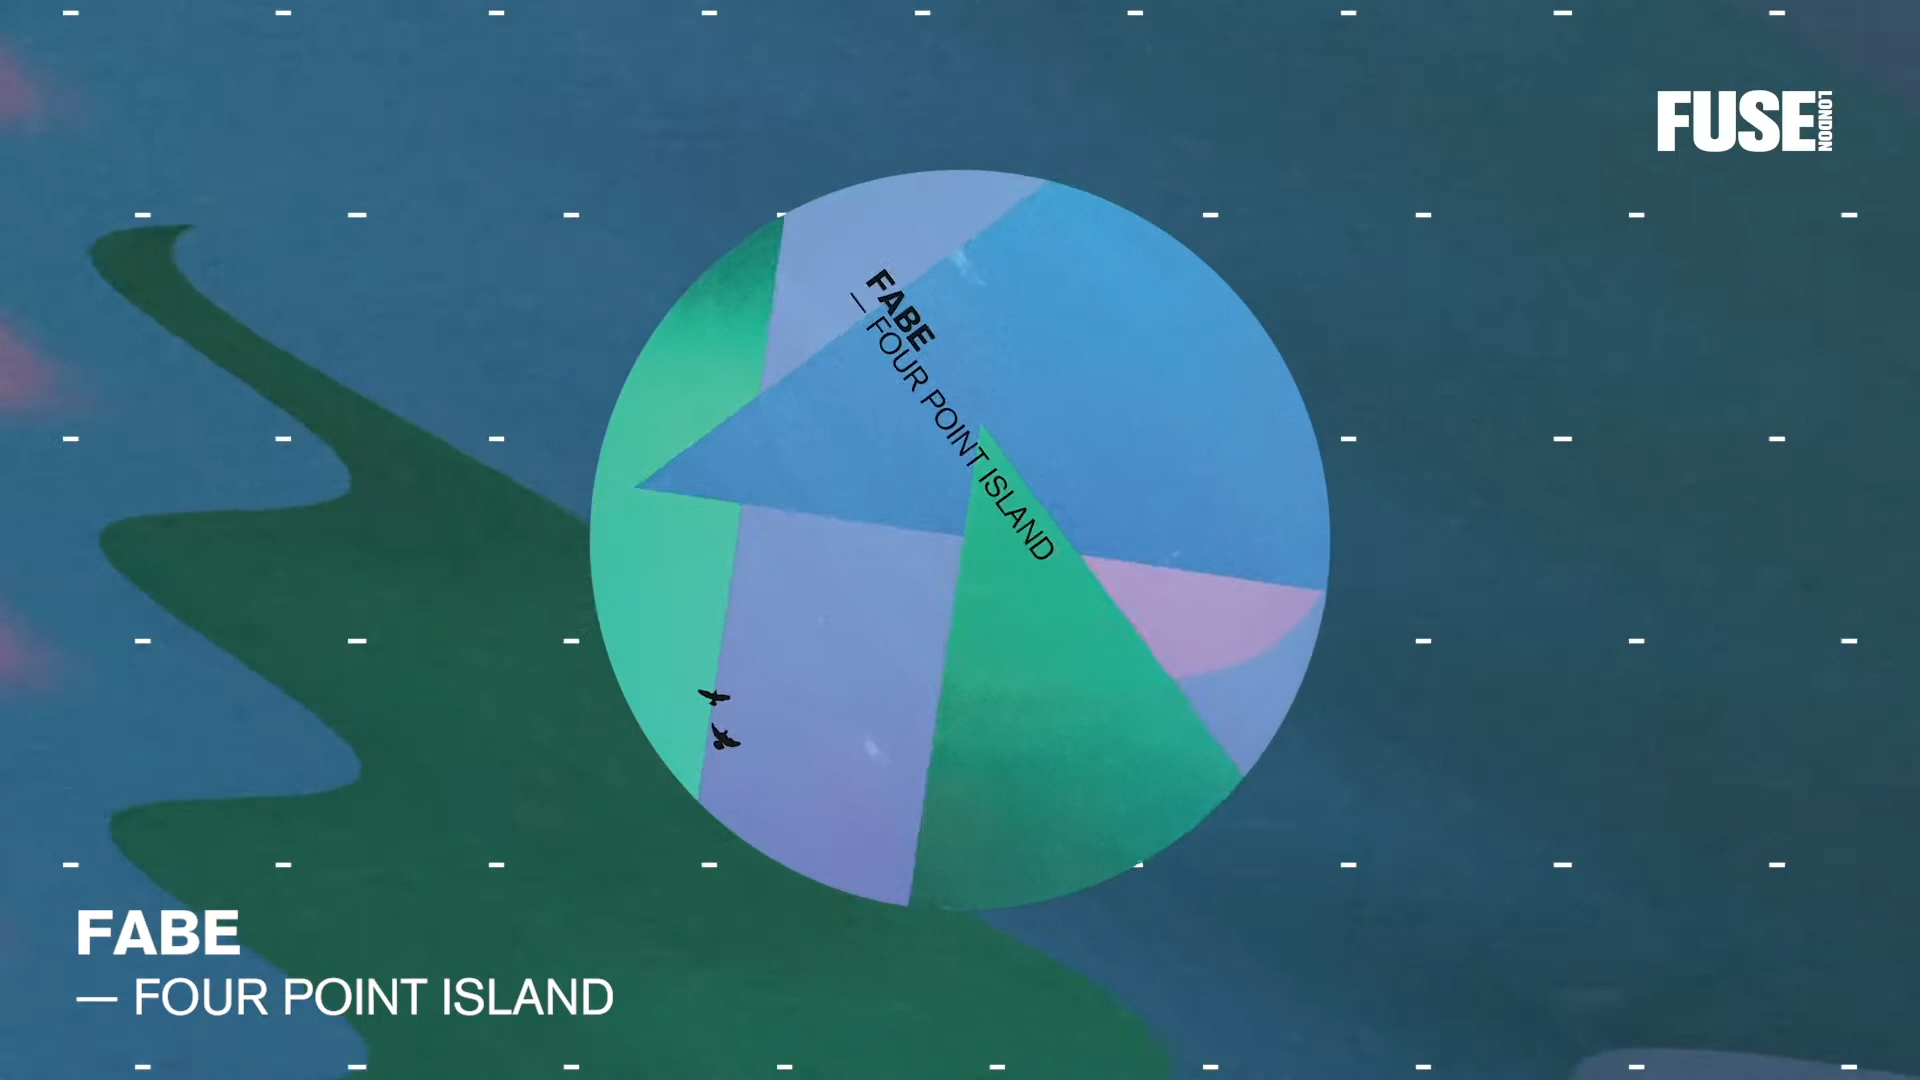 FUSE LONDON
FABE
— FOUR POINT ISLAND
FABE
— FOUR POINT ISLAND